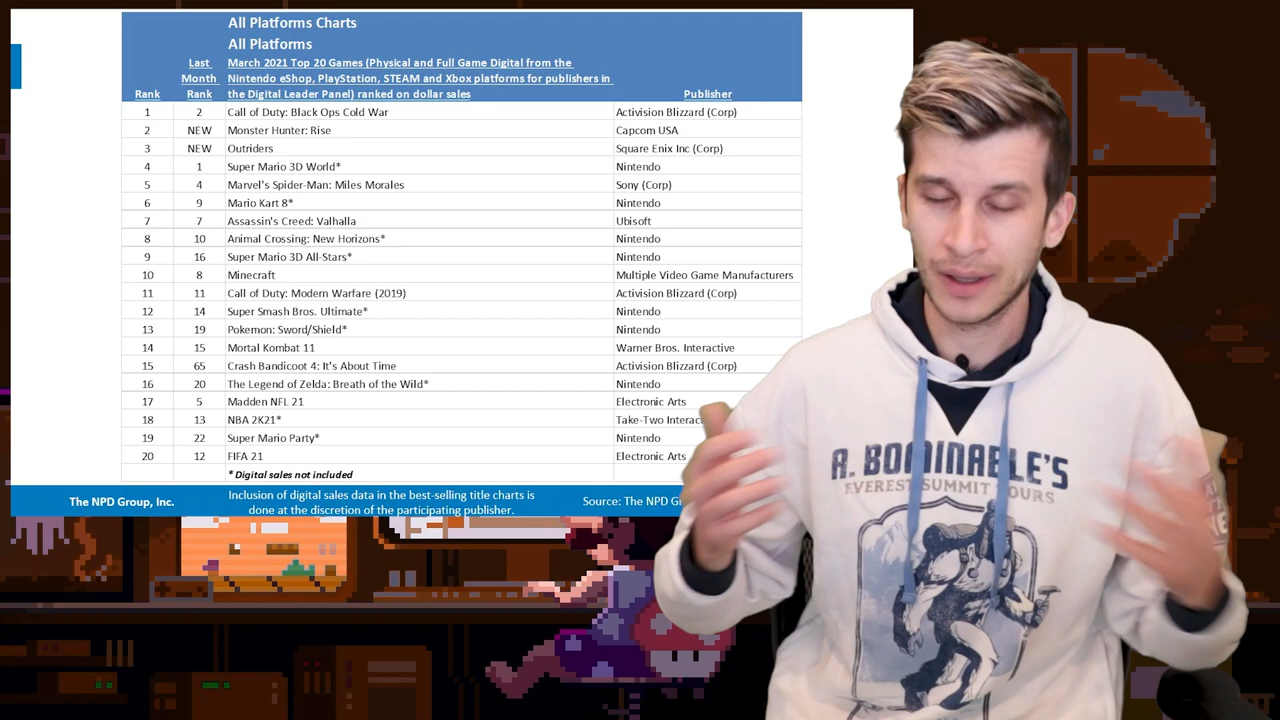 All Platforms Charts
All Platforms
Last Month Rank
March 2021 Top 20 Games (Physical and Full Game Digital from the
Nintendo eShop, PlayStation, STEAM and Xbox platforms for publishers in
the Digital Leader Panel) ranked on dollar sales
Rank
Publisher
1 2 Call of Duty: Black Ops Cold War Activision Blizzard (Corp)
2 NEW Monster Hunter: Rise Capcom USA
3 NEW Outriders Square Enix Inc (Corp)
4 1 Super Mario 3D World* Nintendo
5 4 Marvel's Spider-Man: Miles Morales Sony (Corp)
6 9 Mario Kart 8* Nintendo
7 7 Assassin's Creed: Valhalla Ubisoft
8 10 Animal Crossing: New Horizons* Nintendo
9 16 Super Mario 3D All-Stars* Nintendo
10 8 Minecraft Multiple Video Game Manufacturers
11 11 Call of Duty: Modern Warfare (2019) Activision Blizzard (Corp)
12 14 Super Smash Bros. Ultimate* Nintendo
13 19 Pokemon: Sword/Shield* Nintendo
14 15 Mortal Kombat 11 Warner Bros. Interactive
15 65 Crash Bandicoot 4: It's About Time Activision Blizzard (Corp)
16 20 The Legend of Zelda: Breath of the Wild* Nintendo
17 5 Madden NFL 21 Electronic Arts
18 13 NBA 2K21* Take-Two
19 22 Super Mario Party* Nintendo
20 12 FIFA 21 Electronic Arts
* Digital sales not included
The NPD Group, Inc.
Inclusion of digital sales data in the best-selling title charts is
done at the discretion of the participating publisher.
Source: The NPD
A. BOMINABLE'S
EVEREST SUMMIT TOURS